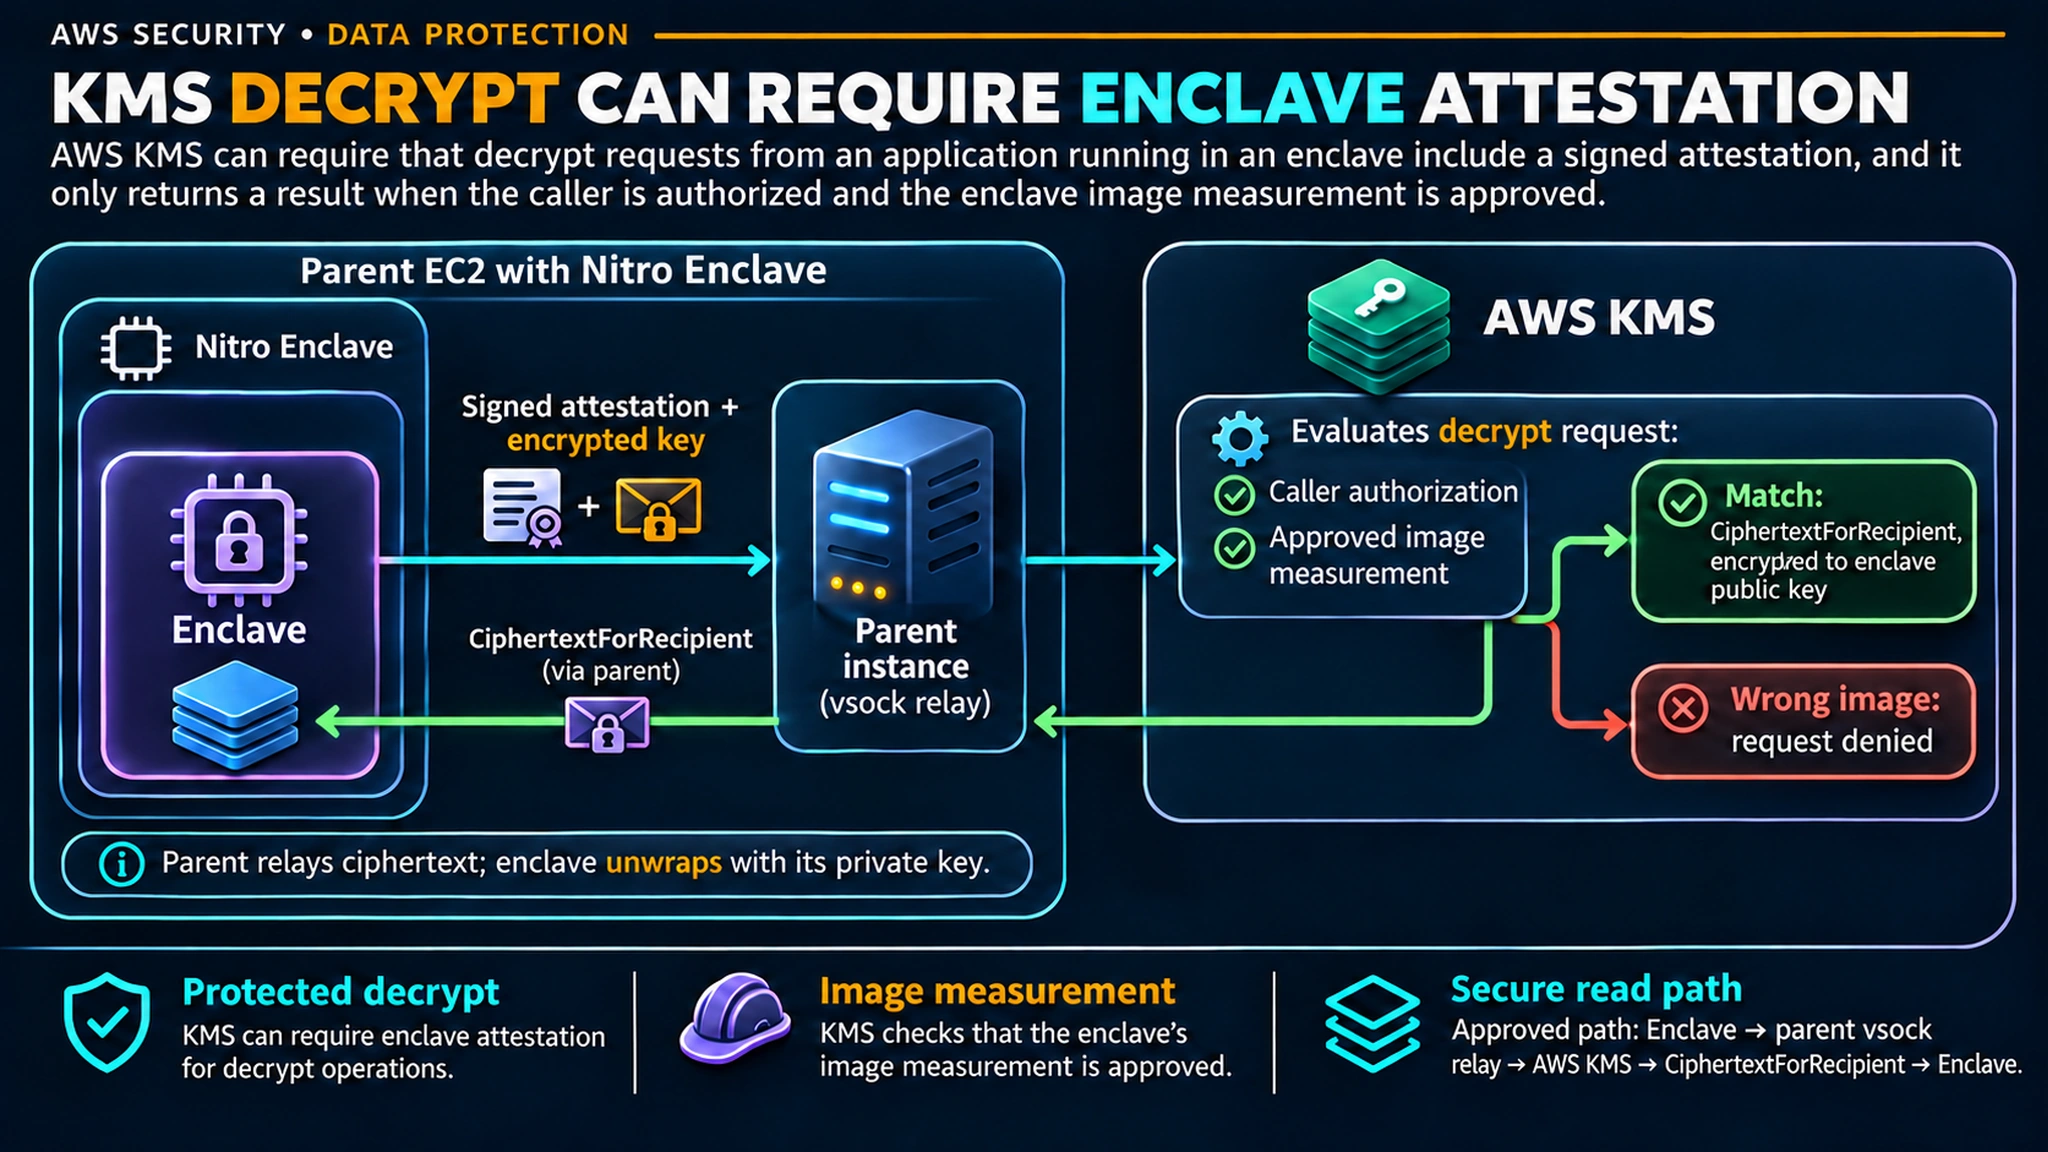 AWS SECURITY • DATA PROTECTION
KMS DECRYPT CAN REQUIRE ENCLAVE ATTESTATION
AWS KMS can require that decrypt requests from an application running in an enclave include a signed attestation, and it
only returns a result when the caller is authorized and the enclave image measurement is approved.
Parent EC2 with Nitro Enclave
Nitro Enclave
Enclave
Signed attestation +
encrypted key
+
CiphertextForRecipient
(via parent)
Parent
instance
(vsock relay)
Parent relays ciphertext; enclave unwraps with its private key.
AWS KMS
Evaluates decrypt request:
Caller authorization
Approved image
measurement
Match:
CiphertextForRecipient,
encrypted to enclave
public key
Wrong image:
request denied
Protected decrypt
KMS can require enclave attestation
for decrypt operations.
Image measurement
KMS checks that the enclave’s
image measurement is approved.
Secure read path
Approved path: Enclave → parent vsock
relay → AWS KMS → CiphertextForRecipient → Enclave.